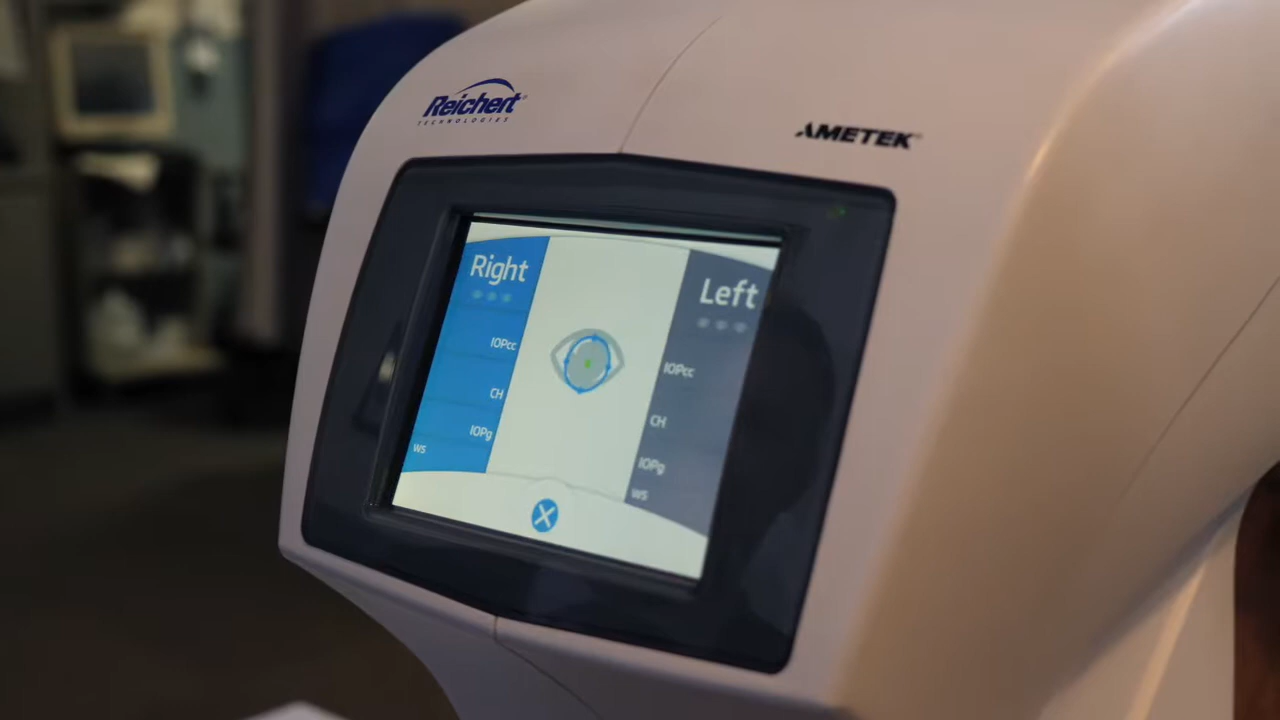 Reichert
TECHNOLOGIES
AMETEK
Right
IOPcc
CH
IOPg
WS
Left
IOPcc
CH
IOPg
WS